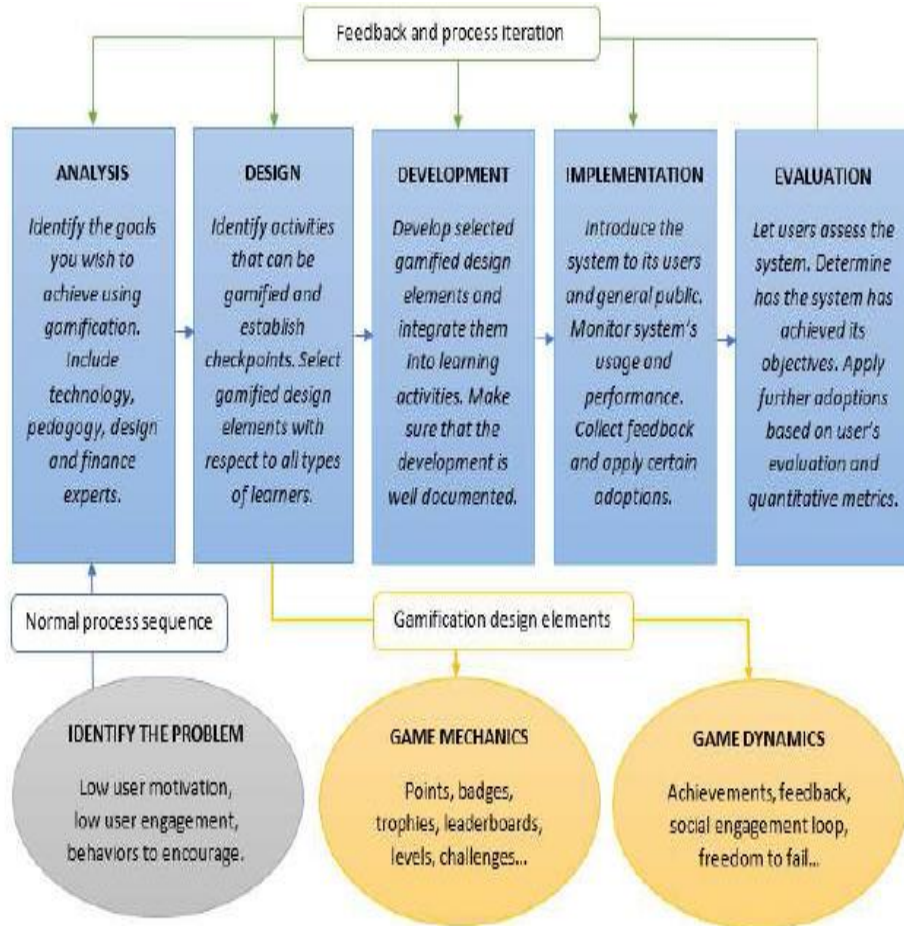 Feedback and process iteration
ANALYSIS
Identify the goals
you wish to
achieve using
gamification.
Include
technology,
pedagogy, design
and finance
experts.
DESIGN
Identify activities
that can be
gamified and
establish
checkpoints. Select
gamified design
elements with
respect to all types
of learners.
DEVELOPMENT
Develop selected
gamified design
elements and
integrate them
into learning
activities. Make
sure that the
development is
well documented.
IMPLEMENTATION
Introduce the
system to its users
and general public.
Monitor system's
usage and
performance.
Collect feedback
and apply certain
adoptions.
EVALUATION
Let users assess the
system. Determine
has the system has
achieved its
objectives. Apply
further adoptions
based on user's
evaluation and
quantitative metrics.
Normal process sequence
Gamification design elements
IDENTIFY THE PROBLEM
Low user motivation,
low user engagement,
behaviors to encourage.
GAME MECHANICS
Points, badges,
trophies, leaderboards,
levels, challenges...
GAME DYNAMICS
Achievements, feedback,
social engagement loop,
freedom to fail...